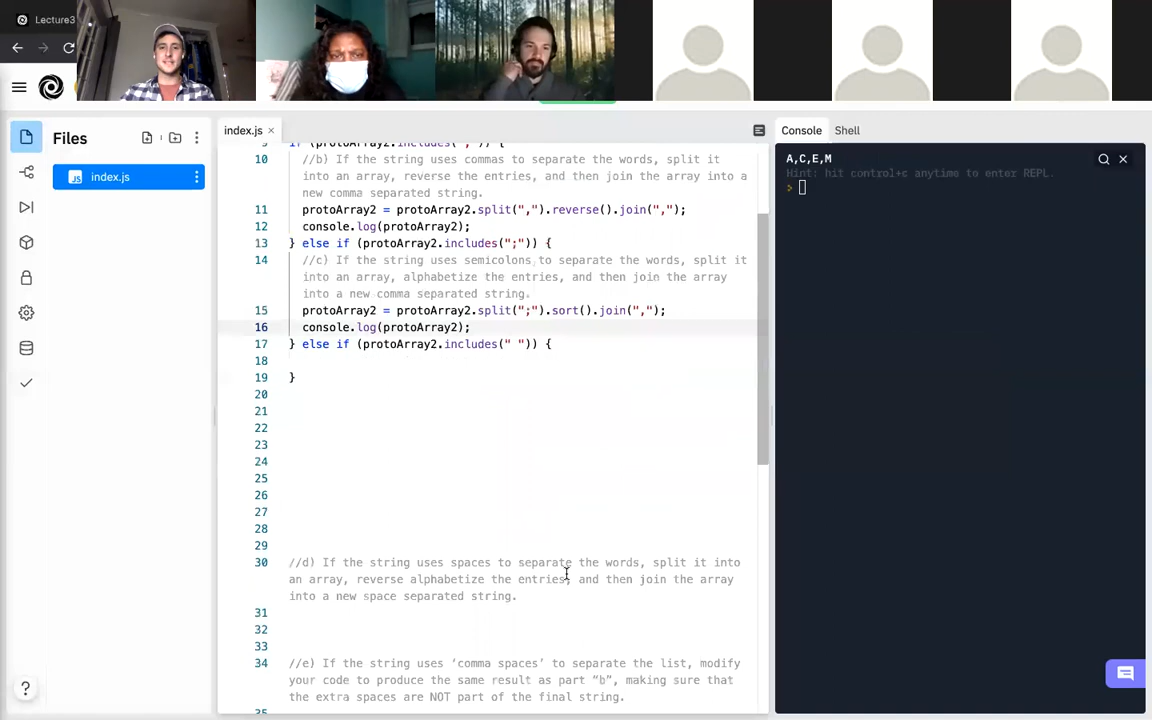 Lecture3
Files
index.js
index.js ×
Console
Shell
9 if (protoArray2.includes(",")) {
10 //b) If the string uses commas to separate the words, split it
into an array, reverse the entries, and then join the array into a
new comma separated string.
11 protoArray2 = protoArray2.split(",").reverse().join(",");
12 console.log(protoArray2);
13 } else if (protoArray2.includes(";")) {
14 //c) If the string uses semicolons to separate the words, split it
into an array, alphabetize the entries, and then join the array
into a new comma separated string.
15 protoArray2 = protoArray2.split(";").sort().join(",");
16 console.log(protoArray2);
17 } else if (protoArray2.includes(" ")) {
18
19 }
20
21
22
23
24
25
26
27
28
29
30 //d) If the string uses spaces to separate the words, split it into
an array, reverse alphabetize the entries, and then join the array
into a new space separated string.
31
32
33
34 //e) If the string uses ‘comma spaces’ to separate the list, modify
your code to produce the same result as part “b”, making sure that
the extra spaces are NOT part of the final string.
35
A,C,E,M
Hint: hit control+c anytime to enter REPL.
>
?